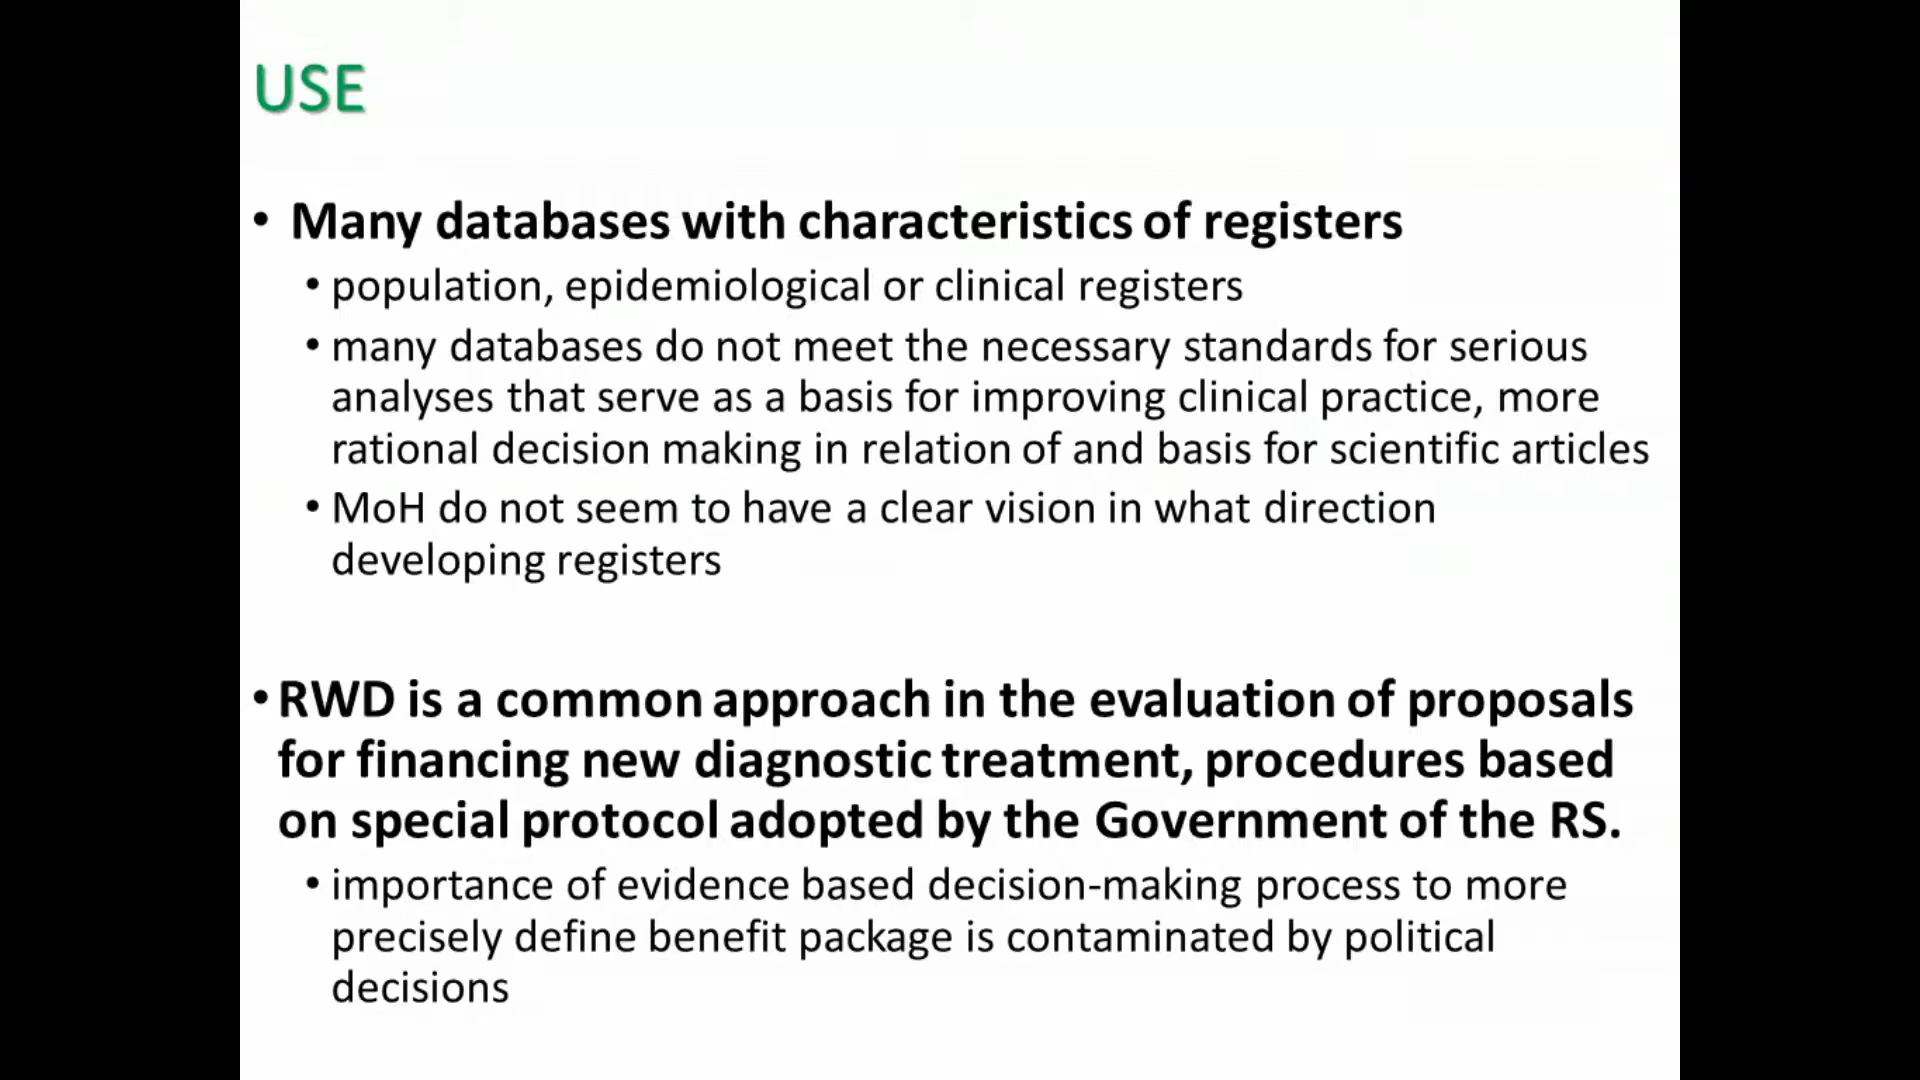 USE
• Many databases with characteristics of registers
• population, epidemiological or clinical registers
• many databases do not meet the necessary standards for serious
analyses that serve as a basis for improving clinical practice, more
rational decision making in relation of and basis for scientific articles
• MoH do not seem to have a clear vision in what direction
developing registers
• RWD is a common approach in the evaluation of proposals
for financing new diagnostic treatment, procedures based
on special protocol adopted by the Government of the RS.
• importance of evidence based decision-making process to more
precisely define benefit package is contaminated by political
decisions